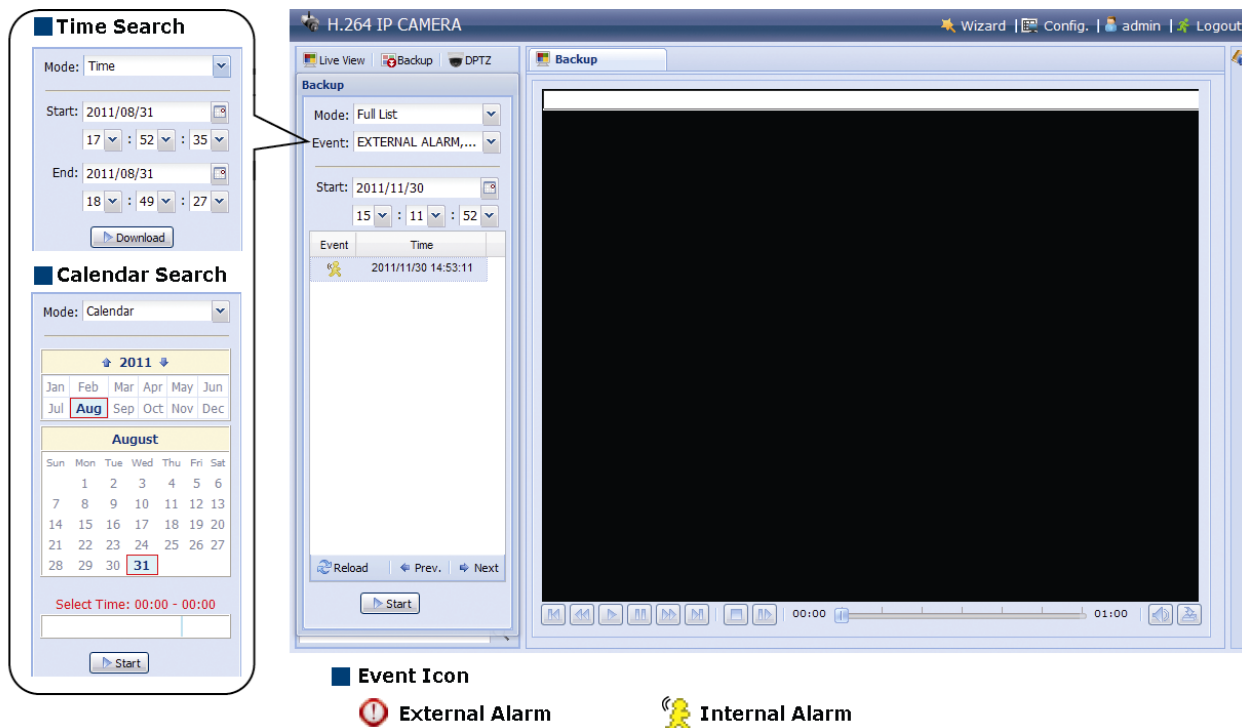 Time Search
Mode: Time
Start: 2011/08/31
17 : 52 : 35
End: 2011/08/31
18 : 49 : 27
Download
Calendar Search
Mode: Calendar
2011
Jan Feb Mar Apr May Jun
Jul Aug Sep Oct Nov Dec
August
Sun Mon Tue Wed Thu Fri Sat
1 2 3 4 5 6
7 8 9 10 11 12 13
14 15 16 17 18 19 20
21 22 23 24 25 26 27
28 29 30 31
Select Time: 00:00 - 00:00
Start
H.264 IP CAMERA
Wizard | Config. | admin | Logout
Live View Backup DPTZ
Backup
Mode: Full List
Event: EXTERNAL ALARM,...
Start: 2011/11/30
15 : 11 : 52
Event Time
2011/11/30 14:53:11
Reload Prev. Next
Start
Backup
00:00 01:00
Event Icon
External Alarm
Internal Alarm